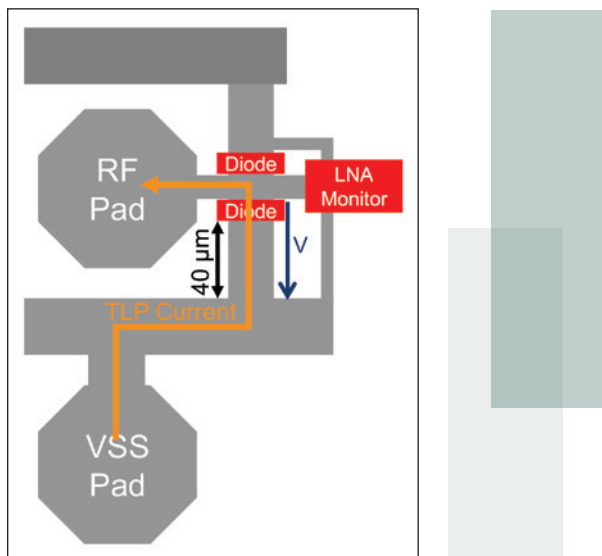 RF
Pad
Diode
LNA
Monitor
Diode
V
40 µm
TLP Current
VSS
Pad